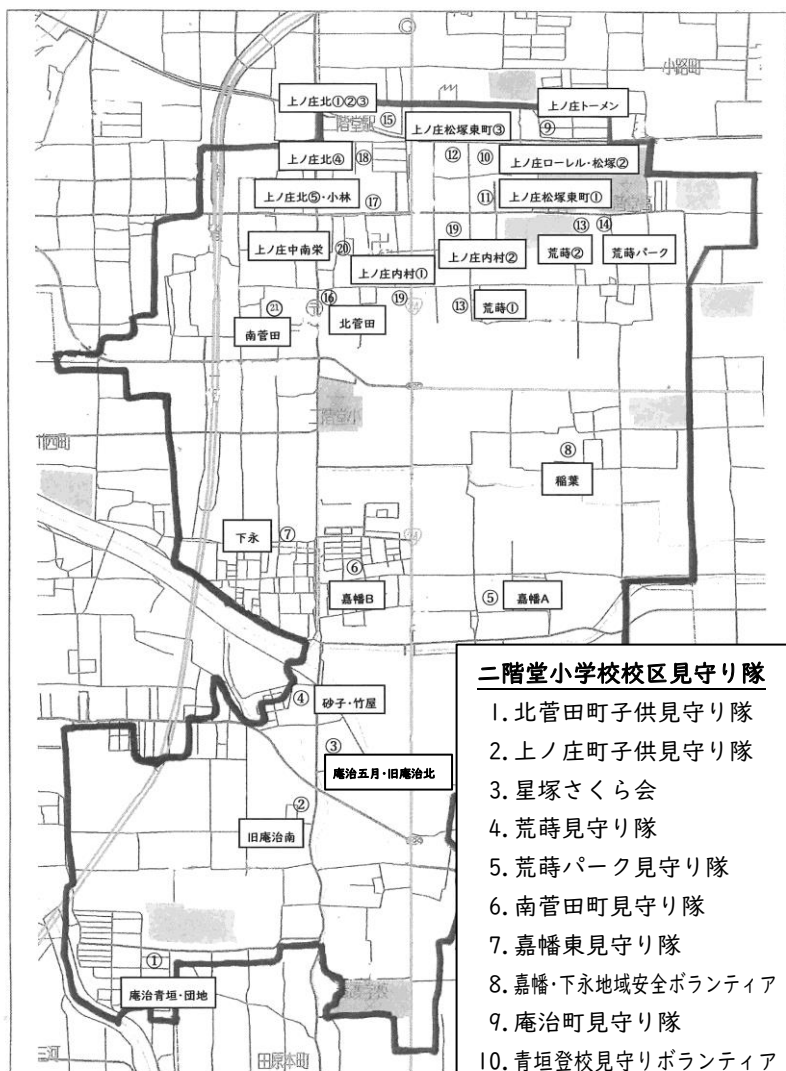 小路町
上ノ庄北①②③
⑮
上ノ庄トーメン
⑨
上ノ庄松塚東町③
上ノ庄北④
⑱
⑫
⑩
上ノ庄ローレル・松塚②
上ノ庄北⑤・小林
⑰
⑪
上ノ庄松塚東町①
上ノ庄中南栄
⑳
上ノ庄内村①
⑲
上ノ庄内村②
⑬
荒蒔②
⑭
荒蒔パーク
㉑
南菅田
⑯
北菅田
⑲
⑬
荒蒔①
二階堂小
⑧
稲葉
下永
⑦
⑥
嘉幡B
⑤
嘉幡A
④
砂子・竹屋
③
庵治五月・旧庵治北
②
旧庵治南
①
庵治青垣・団地
田原本町
二階堂小学校校区見守り隊
1.北菅田町子供見守り隊
2.上ノ庄町子供見守り隊
3.星塚さくら会
4.荒蒔見守り隊
5.荒蒔パーク見守り隊
6.南菅田町見守り隊
7.嘉幡東見守り隊
8.嘉幡・下永地域安全ボランティア
9.庵治町見守り隊
10.青垣登校見守りボランティア